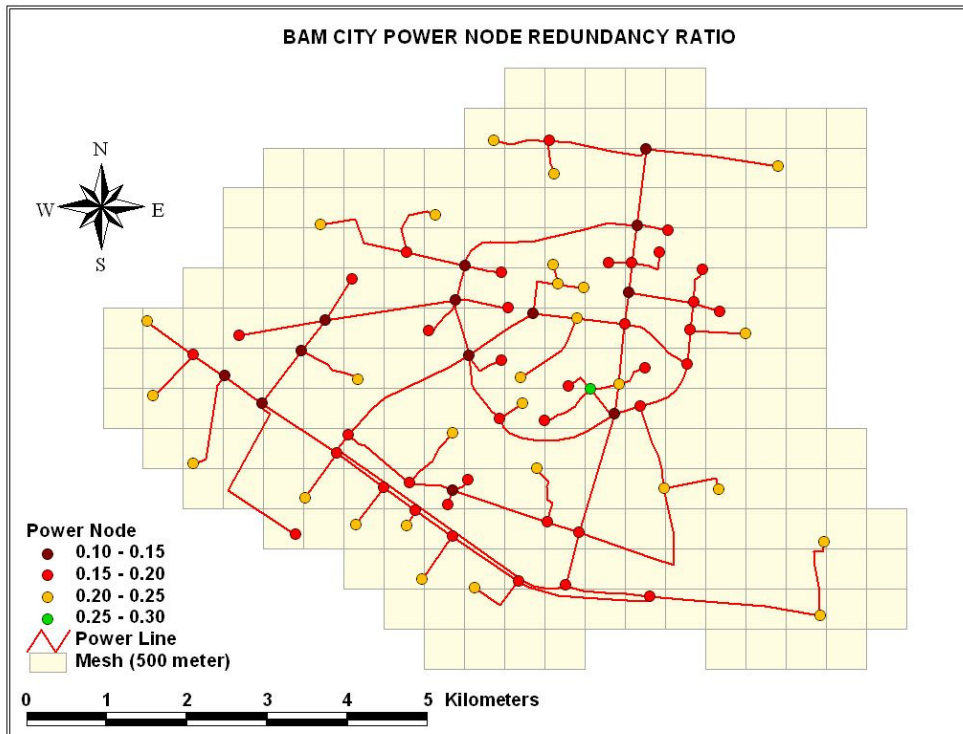 BAM CITY POWER NODE REDUNDANCY RATIO
N
W E
S
Power Node
0.10 - 0.15
0.15 - 0.20
0.20 - 0.25
0.25 - 0.30
Power Line
Mesh (500 meter)
0 1 2 3 4 5 Kilometers